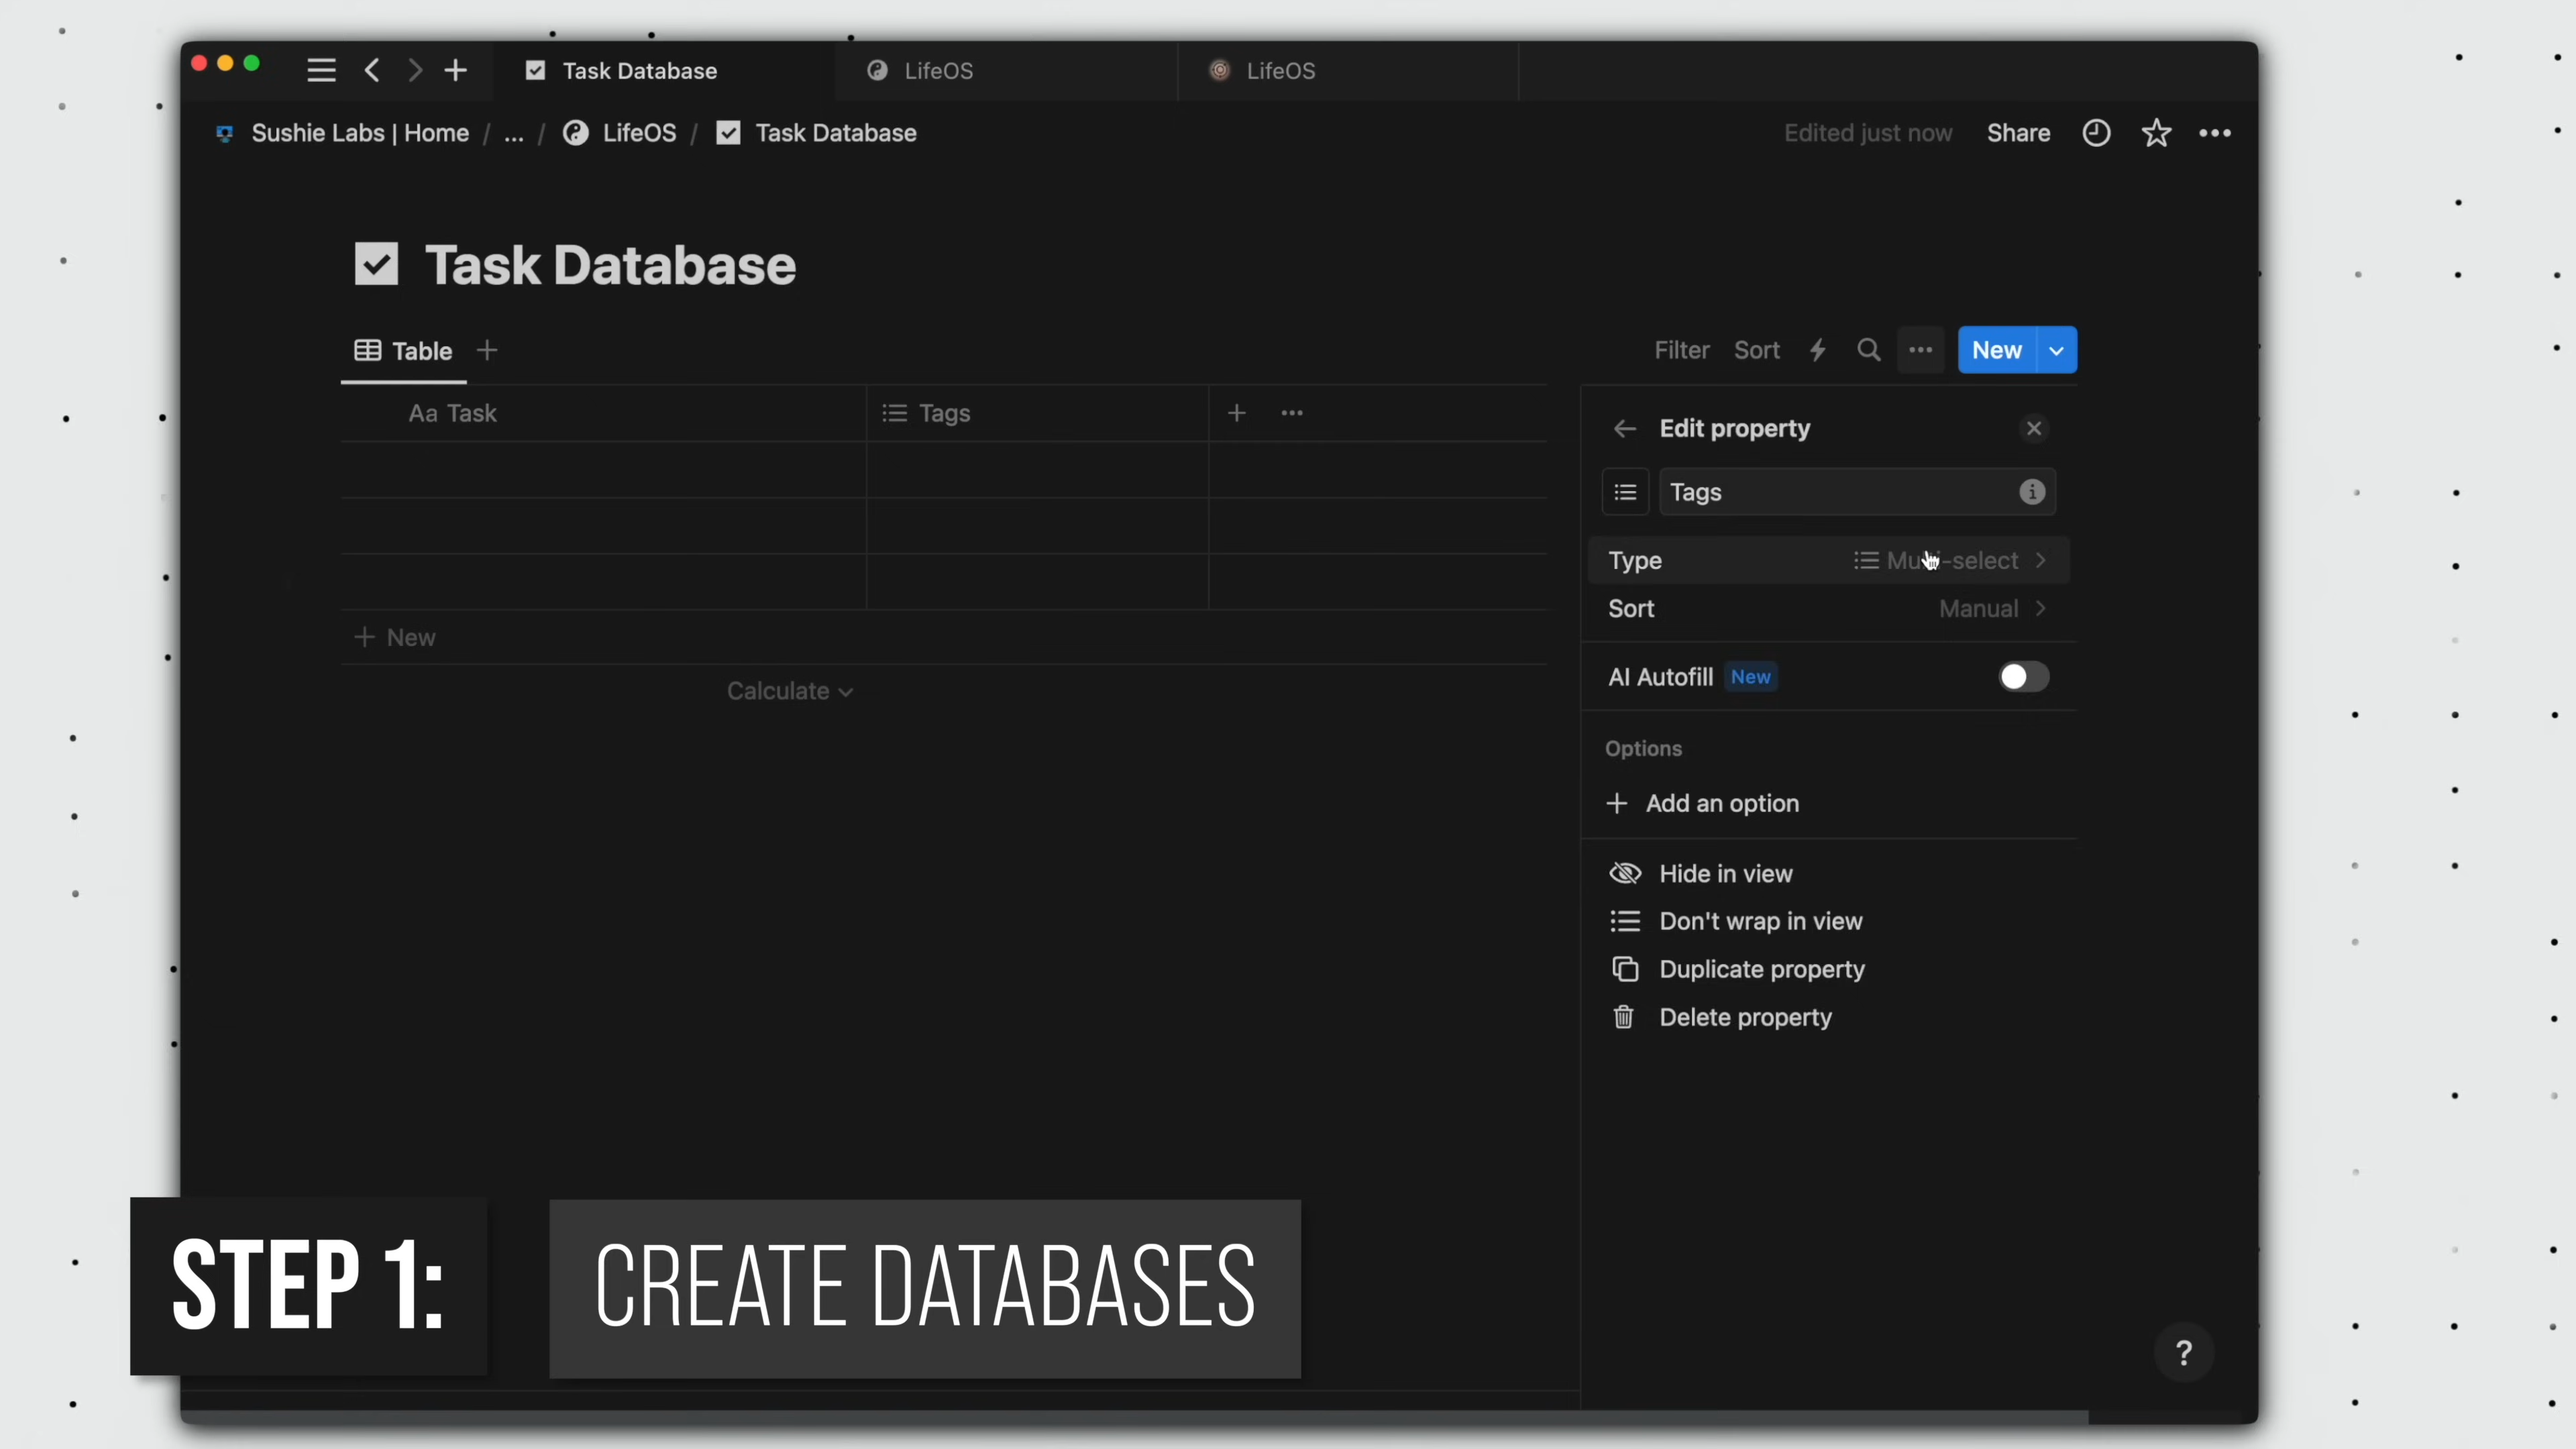 Task Database
LifeOS
LifeOS
Sushie Labs | Home / ... / LifeOS / Task Database
Edited just now
Share
Task Database
Table
Filter
Sort
New
Aa Task
Tags
Edit property
Tags
Type
Multi-select
Sort
Manual
New
AI Autofill
New
Calculate
Options
Add an option
Hide in view
Don't wrap in view
Duplicate property
Delete property
STEP 1:
CREATE DATABASES
?